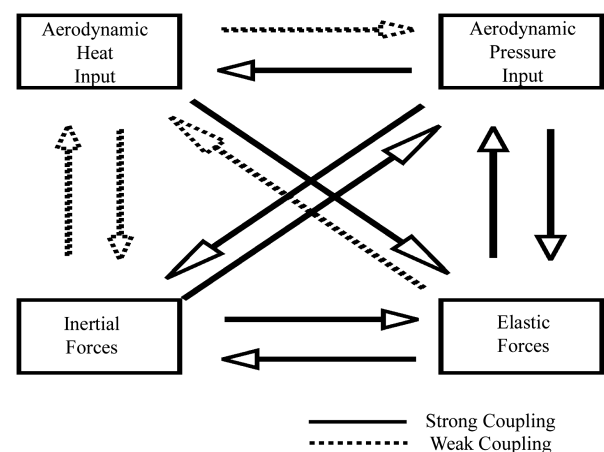 Aerodynamic
Heat
Input
Aerodynamic
Pressure
Input
Inertial
Forces
Elastic
Forces
Strong Coupling
Weak Coupling